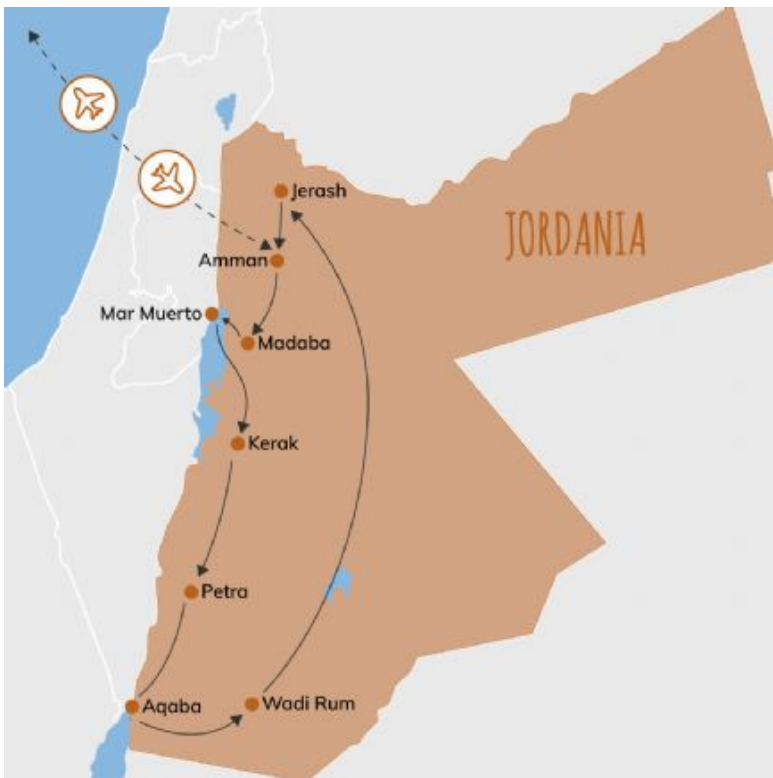 Jerash
JORDANIA
Amman
Mar Muerto
Madaba
Kerak
Petra
Aqaba
Wadi Rum